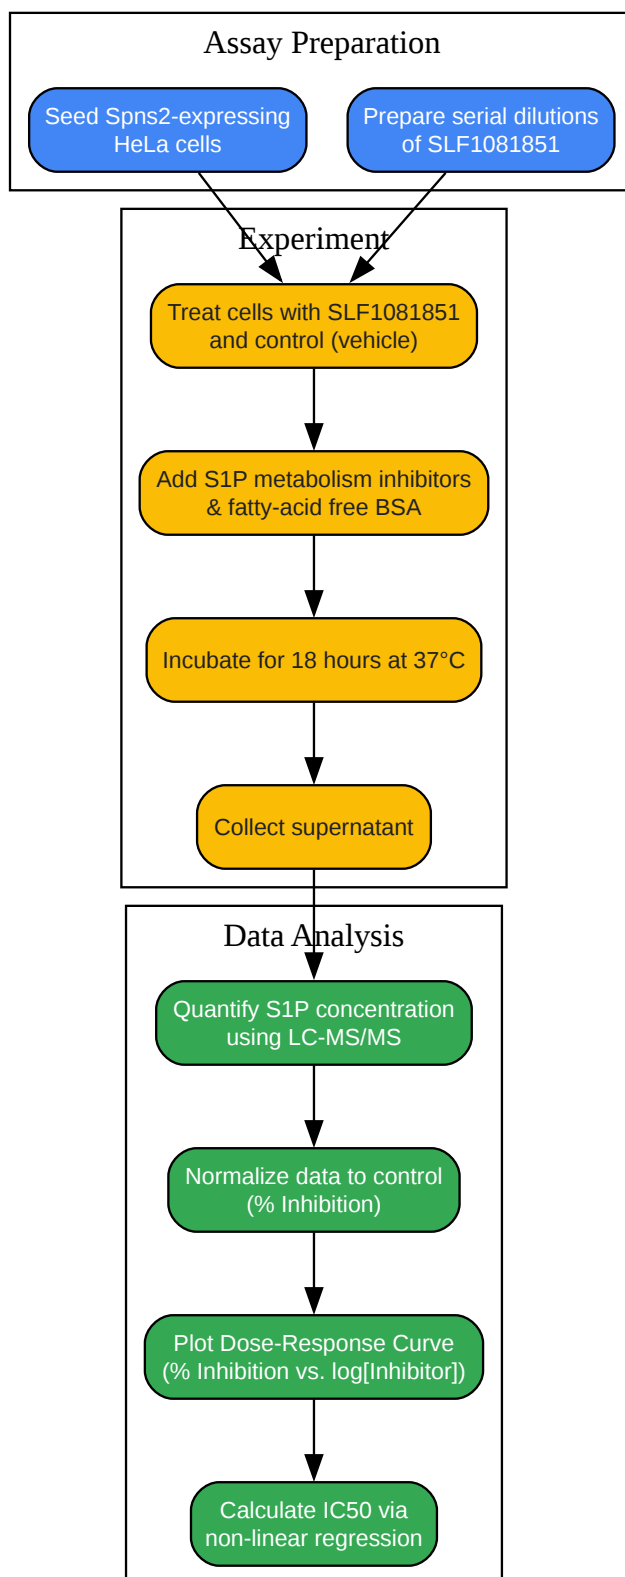 Assay Preparation
Seed Spns2-expressing
HeLa cells
Prepare serial dilutions
of SLF1081851
Experiment
Treat cells with SLF1081851
and control (vehicle)
Add S1P metabolism inhibitors
& fatty-acid free BSA
Incubate for 18 hours at 37°C
Collect supernatant
Data Analysis
Quantify S1P concentration
using LC-MS/MS
Normalize data to control
(% Inhibition)
Plot Dose-Response Curve
(% Inhibition vs. log[Inhibitor])
Calculate IC50 via
non-linear regression